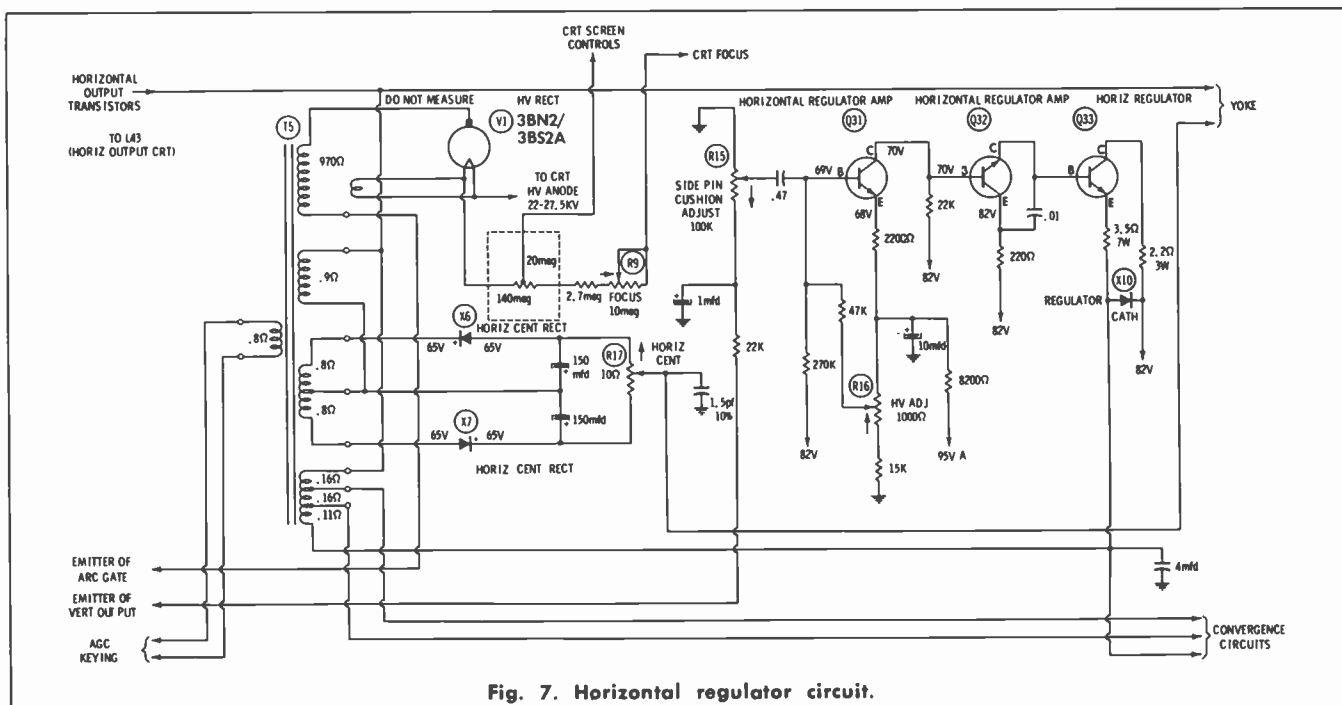 CRT SCREEN
CONTROLS
CRT FOCUS
HORIZONTAL
OUTPUT
TRANSISTORS
DO NOT MEASURE
HV RECT
V1
3BN2/
3BS2A
HORIZONTAL REGULATOR AMP
Q31
HORIZONTAL REGULATOR AMP
Q32
HORIZ REGULATOR
Q33
YOKE
TO L43
(HORIZ OUTPUT CRT)
T5
970Ω
TO CRT
HV ANODE
22-27.5KV
R15
SIDE PIN
CUSHION
ADJUST
100K
.47
69V
B
C
E
70V
68V
2200Ω
70V
22K
82V
3
C
E
82V
220Ω
82V
.01
B
C
E
3.5Ω
7W
2.2Ω
3W
X10
REGULATOR
CATH
82V
.9Ω
20meg
140meg
2.7meg
R9
FOCUS
10meg
1mfd
+
22K
47K
270K
82V
R16
HV ADJ
1000Ω
15K
10mfd
8200Ω
95V A
.8Ω
X6
HORIZ CENT RECT
65V
+
65V
.8Ω
.8Ω
150
mfd
+
R17
10Ω
HORIZ
CENT
150mfd
+
1.5pf
10%
X7
65V
65V
+
HORIZ CENT RECT
.16Ω
.16Ω
.11Ω
4mfd
EMITTER OF
ARC GATE
EMITTER OF
VERT OUTPUT
AGC
KEYING
CONVERGENCE
CIRCUITS
Fig. 7. Horizontal regulator circuit.